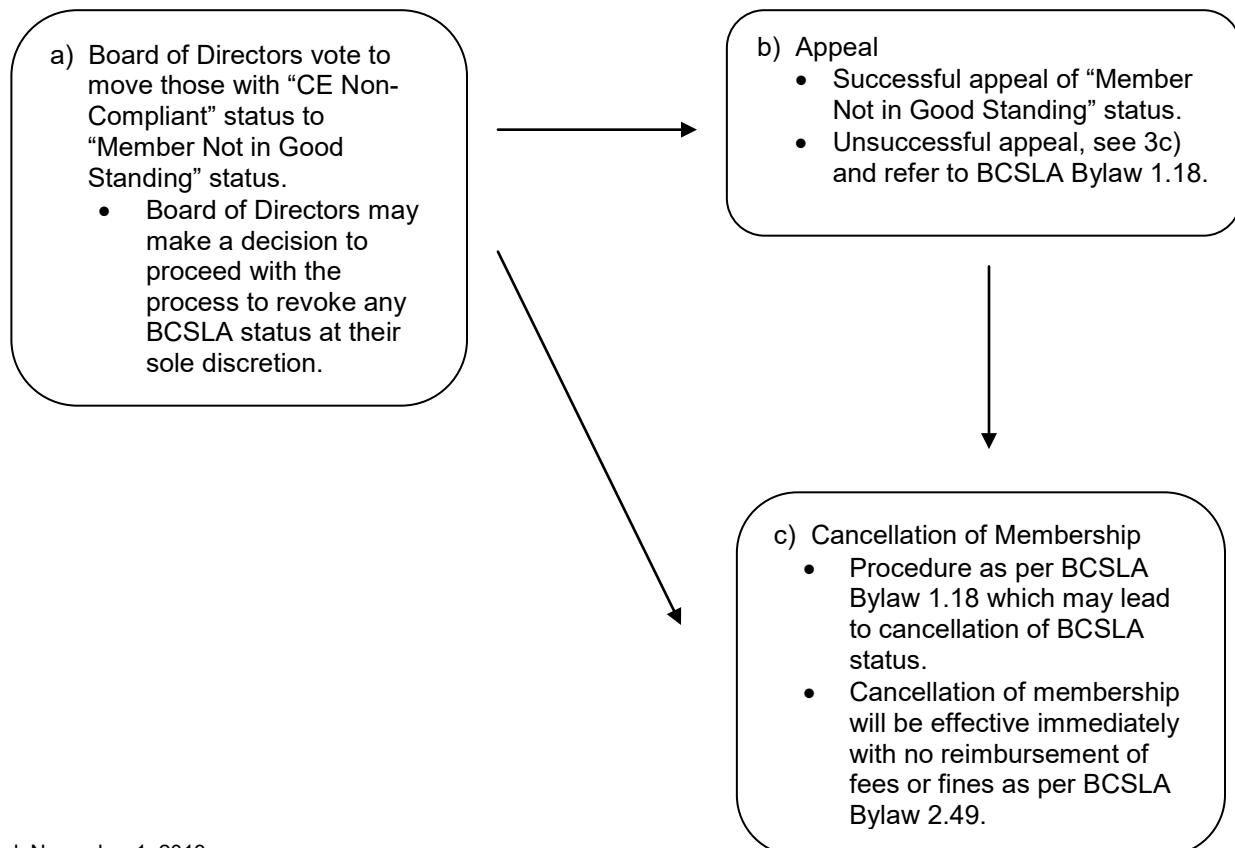 a) Board of Directors vote to
move those with “CE Non-
Compliant” status to
“Member Not in Good
Standing” status.
• Board of Directors may
make a decision to
proceed with the
process to revoke any
BCSLA status at their
sole discretion.
b) Appeal
• Successful appeal of “Member
Not in Good Standing” status.
• Unsuccessful appeal, see 3c)
and refer to BCSLA Bylaw 1.18.
c) Cancellation of Membership
• Procedure as per BCSLA
Bylaw 1.18 which may lead
to cancellation of BCSLA
status.
• Cancellation of membership
will be effective immediately
with no reimbursement of
fees or fines as per BCSLA
Bylaw 2.49.